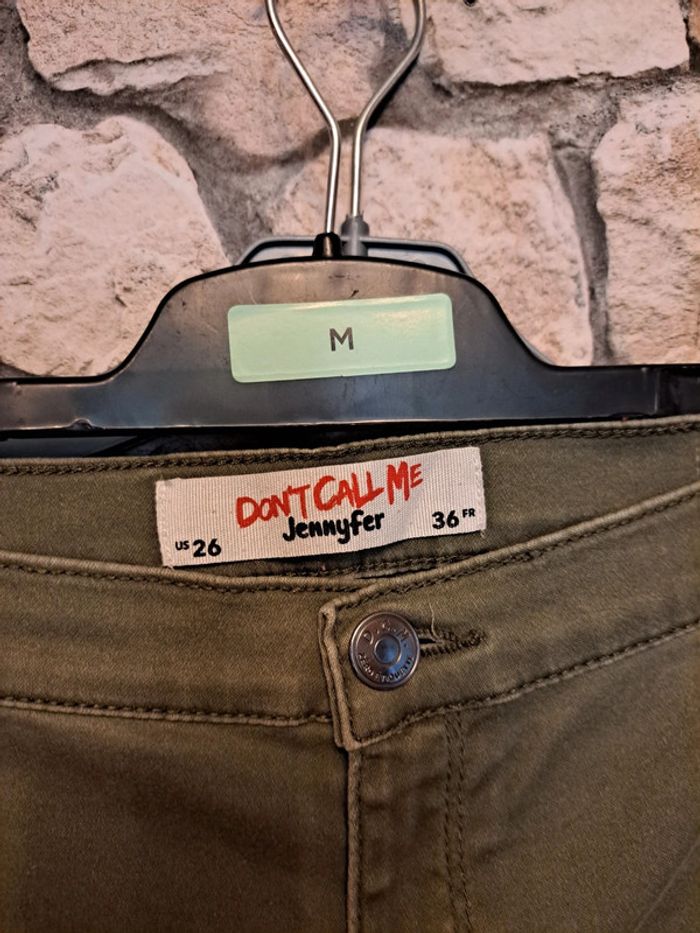 M
DON'T CALL ME
Jennyfer
US 26
36 FR
D.C.M.